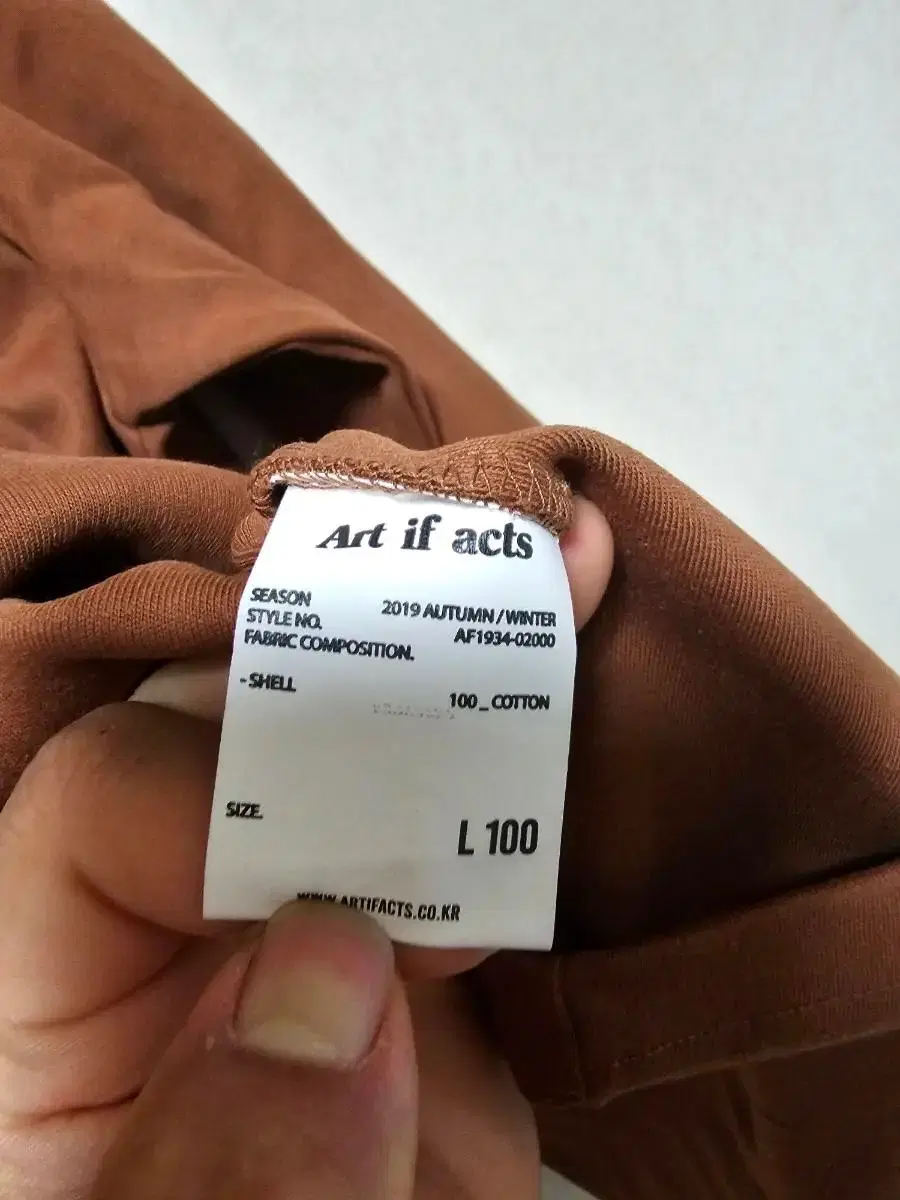 Art if acts
SEASON 2019 AUTUMN / WINTER
STYLE NO. AF1934-02000
FABRIC COMPOSITION.
- SHELL 100_COTTON
SIZE. L 100
WWW.ARTIFACTS.CO.KR